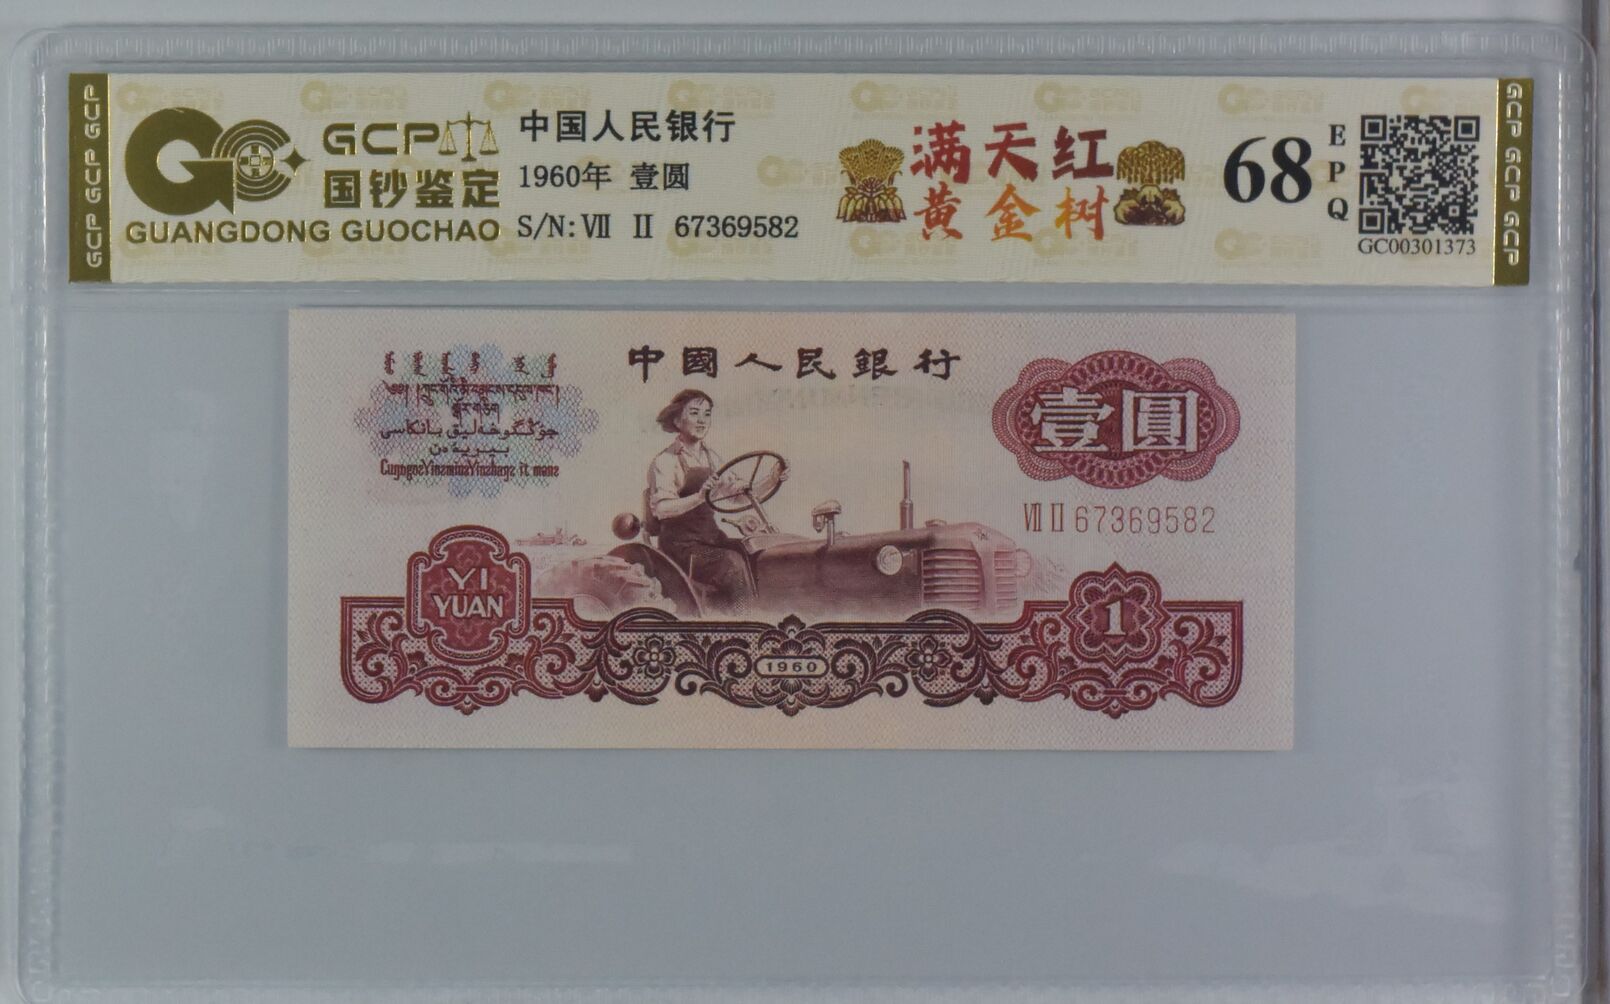 GCP
国钞鉴定
GUANGDONG GUOCHAO
中国人民银行
1960年 壹圆
S/N: Ⅶ Ⅱ 67369582
满天红
黄金树
68
EPQ
GC00301373
GCP GCP GCP
GCP GCP GCP
中國人民銀行
壹圓
Ⅶ Ⅱ 67369582
YI
YUAN
1960
1